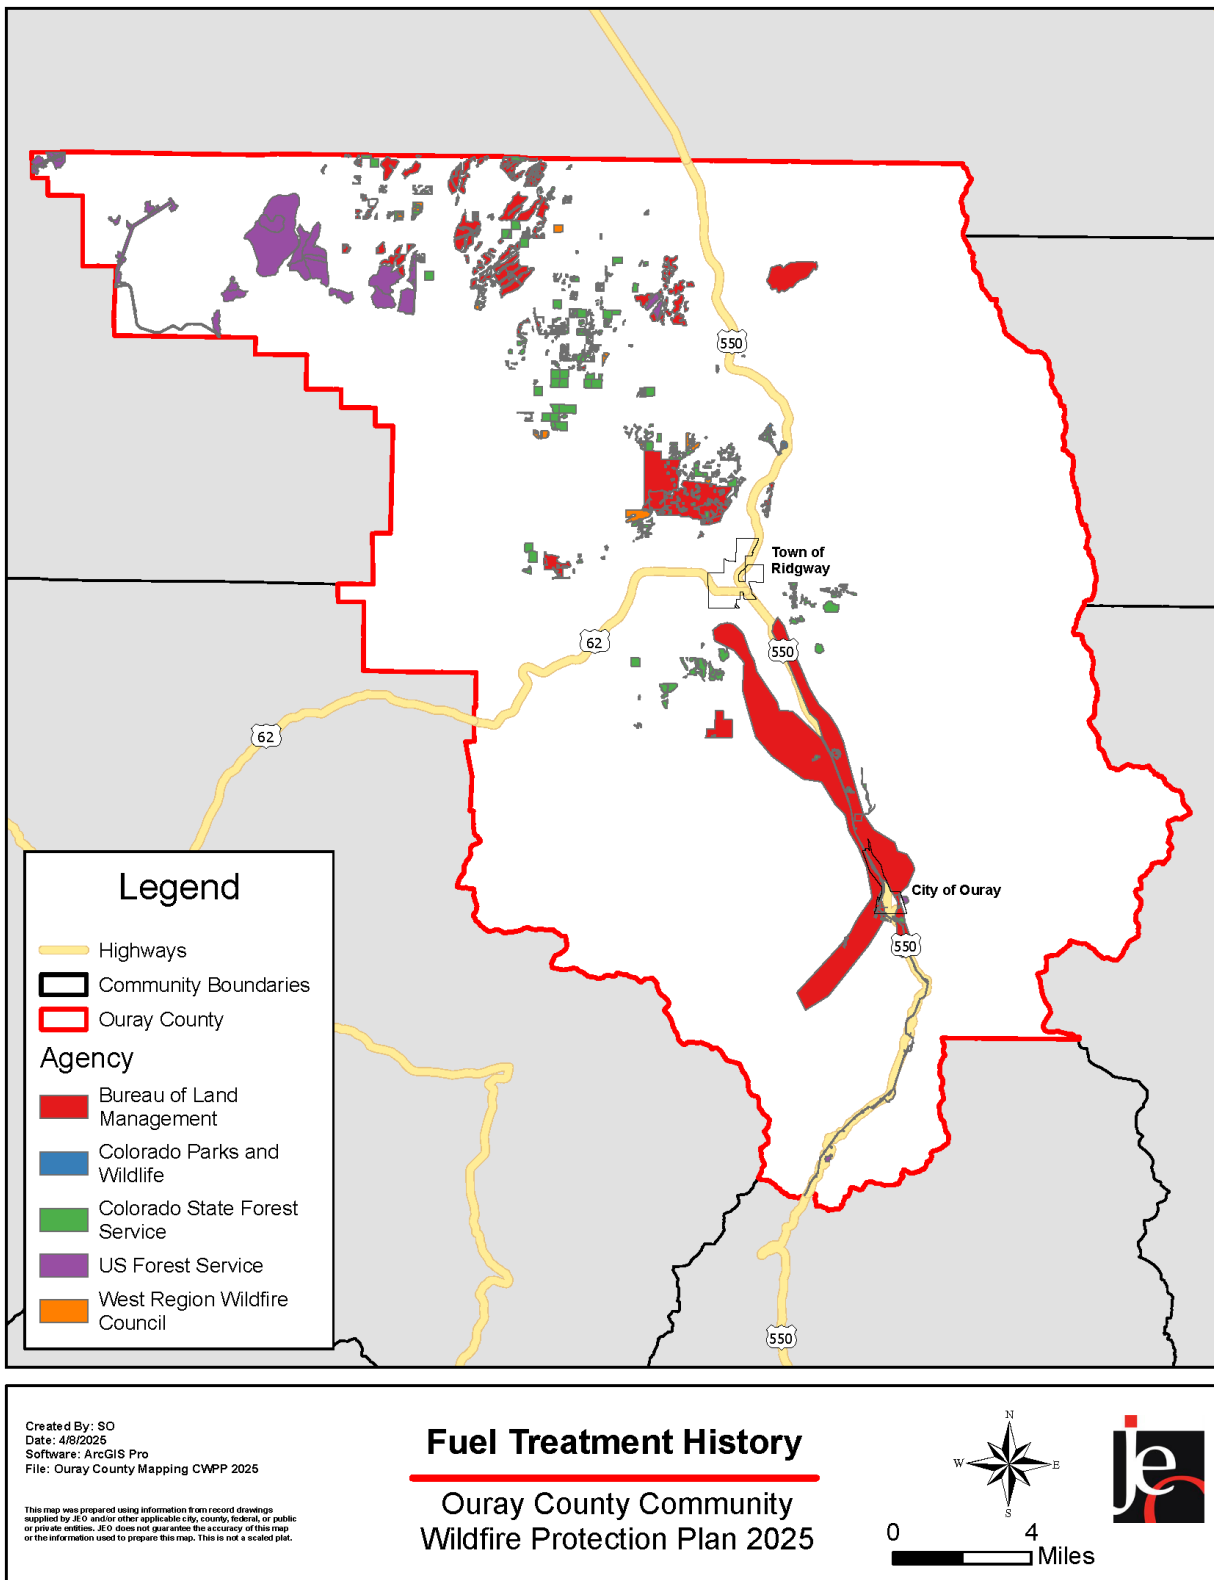 550
Town of
Ridgway
62
550
62
City of Ouray
550
550
Legend
Highways
Community Boundaries
Ouray County
Agency
Bureau of Land
Management
Colorado Parks and
Wildlife
Colorado State Forest
Service
US Forest Service
West Region Wildfire
Council
Created By: SO
Date: 4/8/2025
Software: ArcGIS Pro
File: Ouray County Mapping CWPP 2025
This map was prepared using information from record drawings
supplied by JEO and/or other applicable city, county, federal, or public
or private entities. JEO does not guarantee the accuracy of this map
or the information used to prepare this map. This is not a scaled plat.
Fuel Treatment History
Ouray County Community
Wildfire Protection Plan 2025
N
W E
S
0 4
Miles
jeo